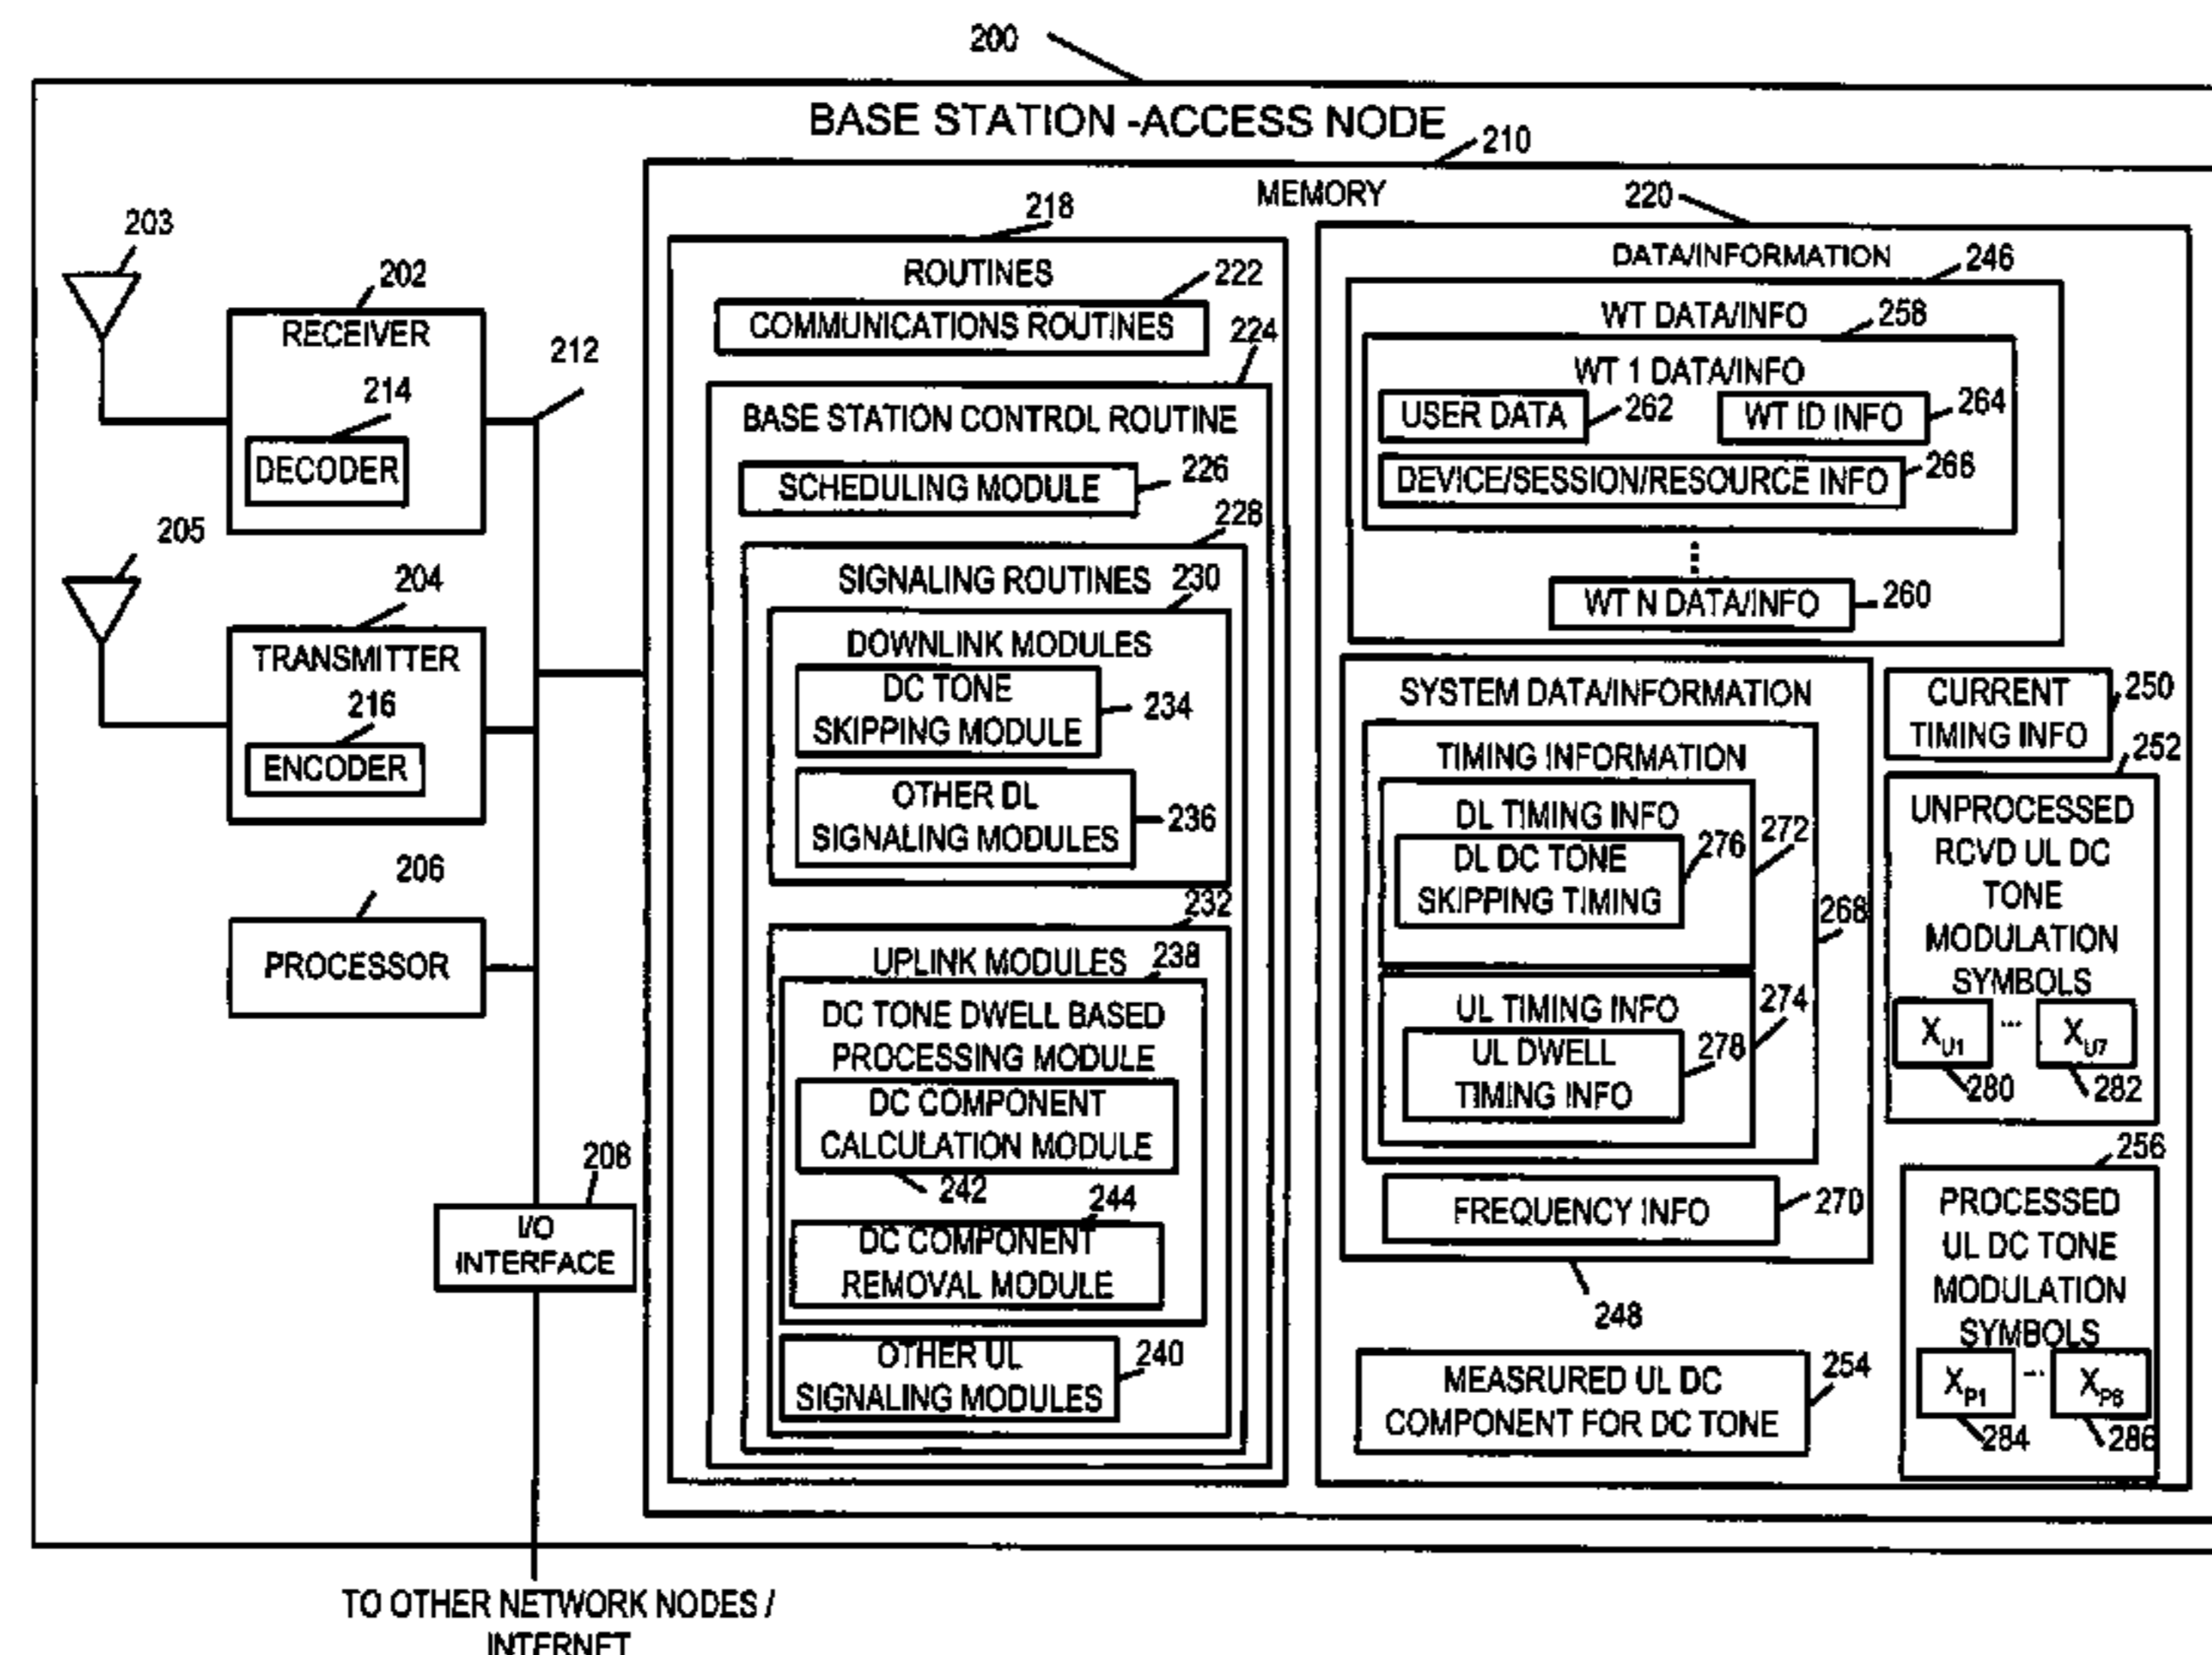 200
BASE STATION -ACCESS NODE
210
MEMORY
203
202
RECEIVER
214
DECODER
212
205
204
TRANSMITTER
216
ENCODER
206
PROCESSOR
208
I/O
INTERFACE
TO OTHER NETWORK NODES /
INTERNET
218
ROUTINES
222
COMMUNICATIONS ROUTINES
224
BASE STATION CONTROL ROUTINE
SCHEDULING MODULE
226
228
SIGNALING ROUTINES
230
DOWNLINK MODULES
DC TONE
SKIPPING MODULE
234
OTHER DL
SIGNALING MODULES
236
232
UPLINK MODULES
238
DC TONE DWELL BASED
PROCESSING MODULE
DC COMPONENT
CALCULATION MODULE
242
244
DC COMPONENT
REMOVAL MODULE
OTHER UL
SIGNALING MODULES
240
220
DATA/INFORMATION
246
WT DATA/INFO
258
WT 1 DATA/INFO
USER DATA
262
WT ID INFO
264
DEVICE/SESSION/RESOURCE INFO
266
WT N DATA/INFO
260
SYSTEM DATA/INFORMATION
TIMING INFORMATION
DL TIMING INFO
DL DC TONE
SKIPPING TIMING
276
272
268
UL TIMING INFO
274
UL DWELL
TIMING INFO
278
FREQUENCY INFO
270
248
MEASRURED UL DC
COMPONENT FOR DC TONE
254
CURRENT
TIMING INFO
250
252
UNPROCESSED
RCVD UL DC
TONE
MODULATION
SYMBOLS
XU1 ... XU7
280
282
256
PROCESSED
UL DC TONE
MODULATION
SYMBOLS
XP1 ... XP6
284
286